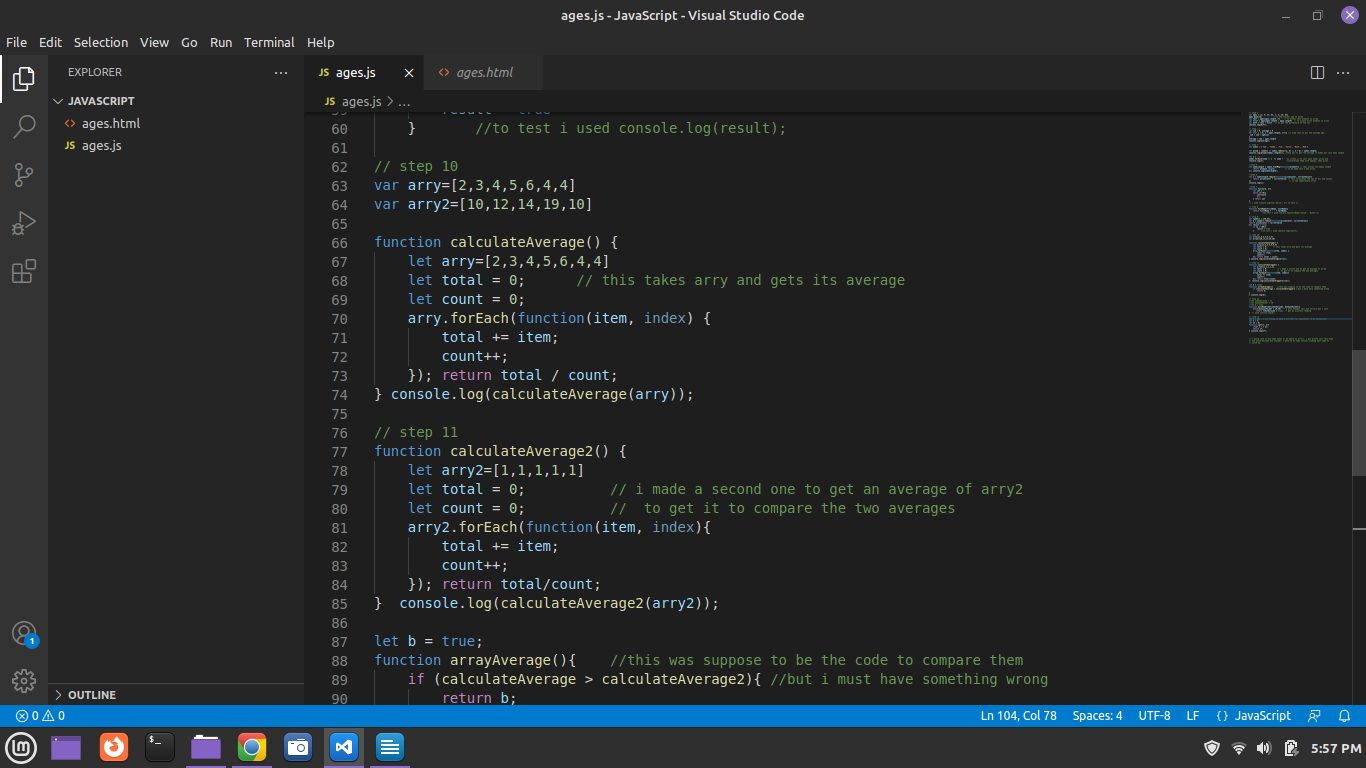 ages.js - JavaScript - Visual Studio Code
File Edit Selection View Go Run Terminal Help
EXPLORER
JS ages.js
ages.html
JAVASCRIPT
JS ages.js > ...
ages.html
JS ages.js
60 } //to test i used console.log(result);
61
62 // step 10
63 var arry=[2,3,4,5,6,4,4]
64 var arry2=[10,12,14,19,10]
65
66 function calculateAverage() {
67 let arry=[2,3,4,5,6,4,4]
68 let total = 0; // this takes arry and gets its average
69 let count = 0;
70 arry.forEach(function(item, index) {
71 total += item;
72 count++;
73 }); return total / count;
74 } console.log(calculateAverage(arry));
75
76 // step 11
77 function calculateAverage2() {
78 let arry2=[1,1,1,1,1]
79 let total = 0; // i made a second one to get an average of arry2
80 let count = 0; //  to get it to compare the two averages
81 arry2.forEach(function(item, index){
82 total += item;
83 count++;
84 }); return total/count;
85 }  console.log(calculateAverage2(arry2));
86
87 let b = true;
88 function arrayAverage(){ //this was suppose to be the code to compare them
89 if (calculateAverage > calculateAverage2){ //but i must have something wrong
90 return b;
OUTLINE
1
0 0
Ln 104, Col 78 Spaces: 4 UTF-8 LF {} JavaScript
5:57 PM